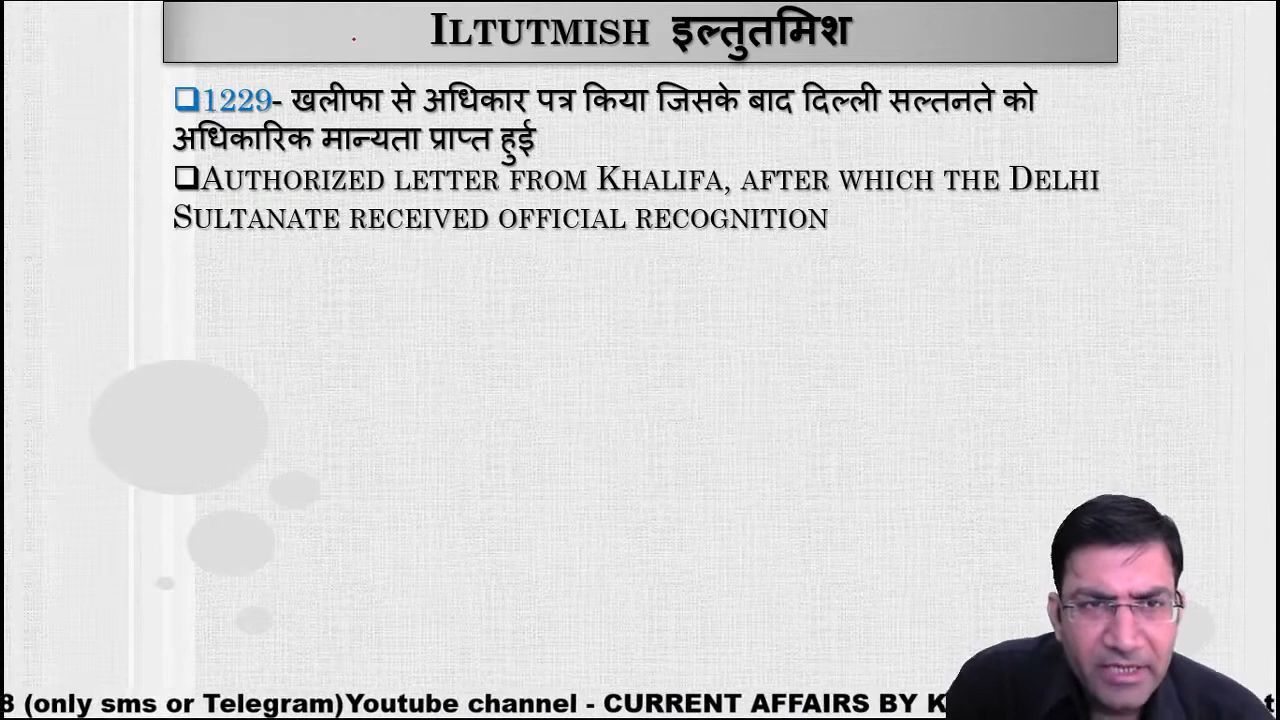 ILTUTMISH इल्तुतमिश
❑1229- खलीफा से अधिकार पत्र किया जिसके बाद दिल्ली सल्तनते को
अधिकारिक मान्यता प्राप्त हुई
❑AUTHORIZED LETTER FROM KHALIFA, AFTER WHICH THE DELHI
SULTANATE RECEIVED OFFICIAL RECOGNITION
8 (only sms or Telegram)Youtube channel - CURRENT AFFAIRS BY